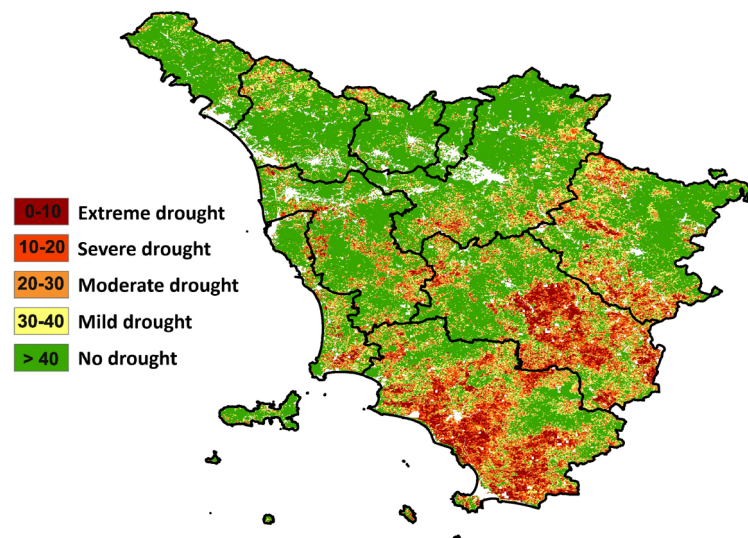 0-10 Extreme drought
10-20 Severe drought
20-30 Moderate drought
30-40 Mild drought
> 40 No drought